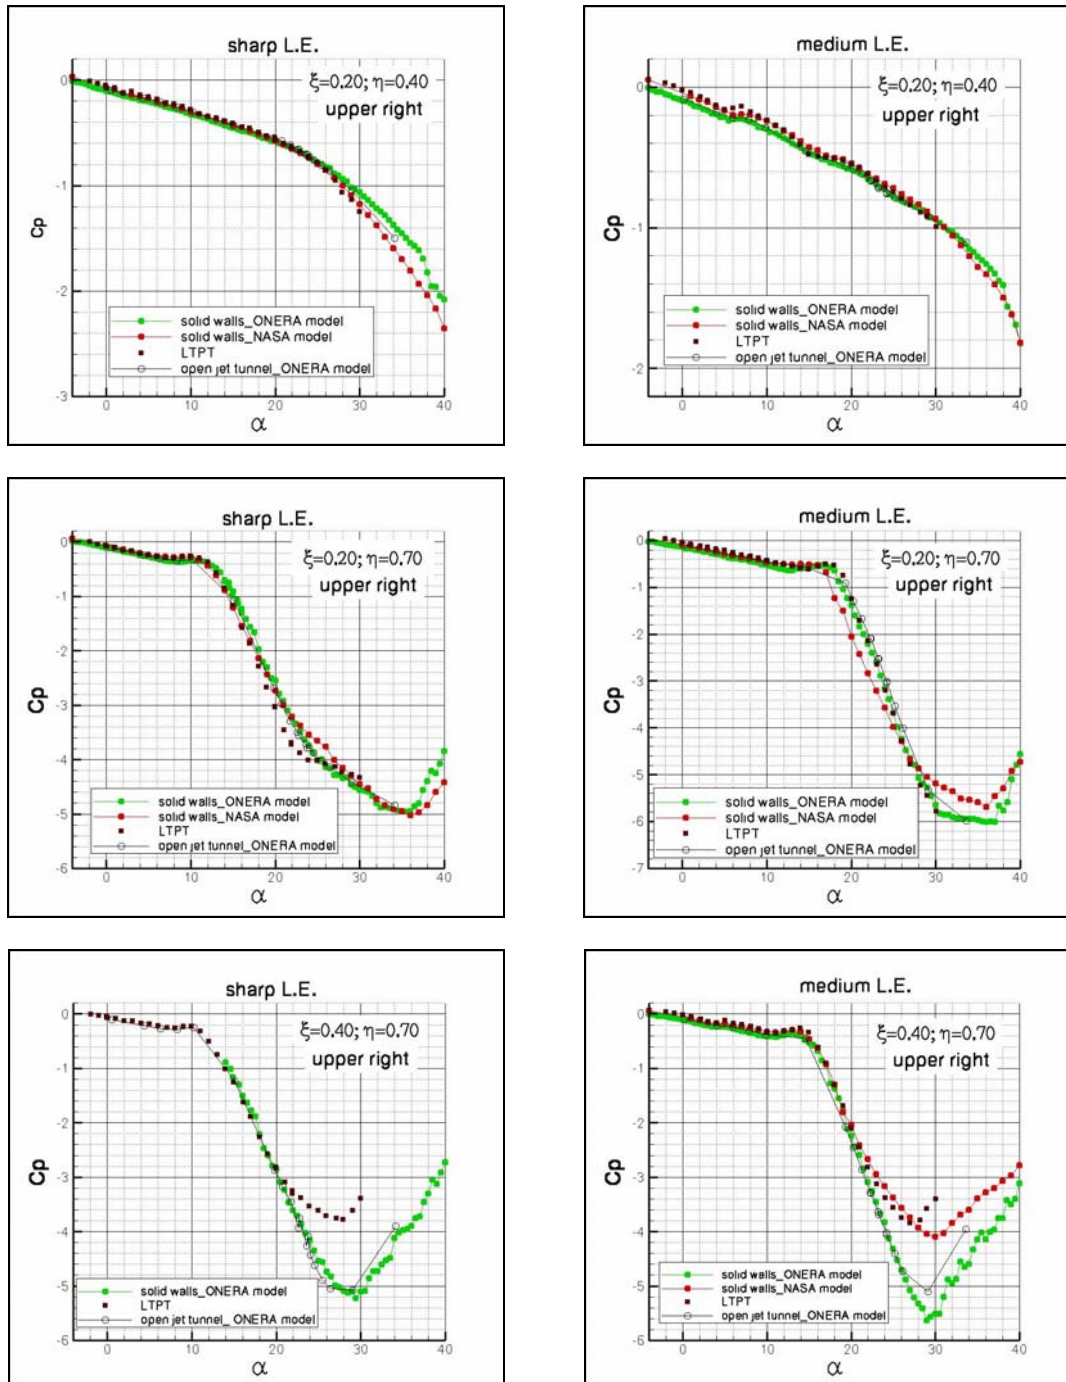 sharp L.E.
ξ=0.20; η=0.40
upper right
0
-1
-2
-3
Cp
solid walls_ONERA model
solid walls_NASA model
LTPT
open jet tunnel_ONERA model
0
10
20
30
40
α
medium L.E.
ξ=0.20; η=0.40
upper right
0
-1
-2
Cp
solid walls_ONERA model
solid walls_NASA model
LTPT
open jet tunnel_ONERA model
0
10
20
30
40
α
sharp L.E.
ξ=0.20; η=0.70
upper right
0
-1
-2
-3
-4
-5
-6
Cp
solid walls_ONERA model
solid walls_NASA model
LTPT
open jet tunnel_ONERA model
0
10
20
30
40
α
medium L.E.
ξ=0.20; η=0.70
upper right
0
-1
-2
-3
-4
-5
-6
-7
Cp
solid walls_ONERA model
solid walls_NASA model
LTPT
open jet tunnel_ONERA model
0
10
20
30
40
α
sharp L.E.
ξ=0.40; η=0.70
upper right
0
-1
-2
-3
-4
-5
-6
Cp
solid walls_ONERA model
LTPT
open jet tunnel_ ONERA model
0
10
20
30
40
α
medium L.E.
ξ=0.40; η=0.70
upper right
0
-1
-2
-3
-4
-5
-6
Cp
solid walls_ONERA model
solid walls_NASA model
LTPT
open jet tunnel_ONERA model
0
10
20
30
40
α